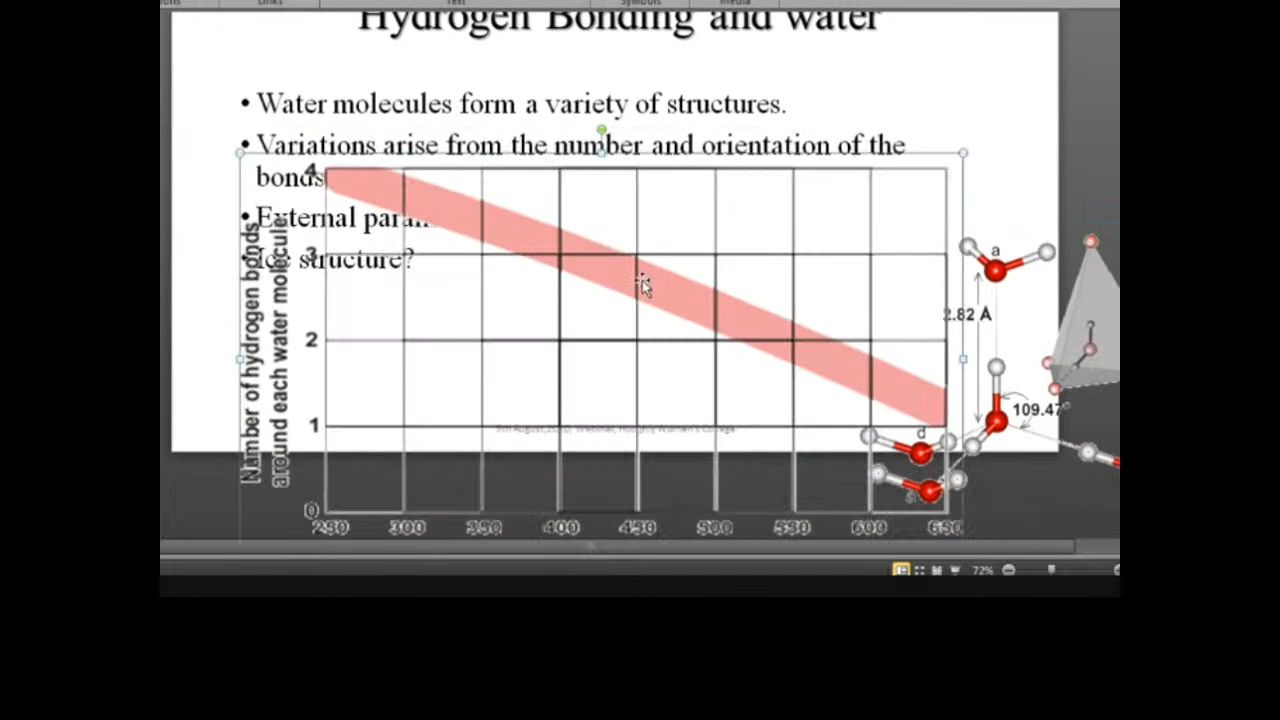 Hydrogen Bonding and water
• Water molecules form a variety of structures.
• Variations arise from the number and orientation of the
bonds
• External
• Ice structure?
Number of hydrogen bonds
around each water molecule
4
3
2
1
0
250 300 350 400 450 500 550 600 650
a
2.82 Å
109.47°
d
72%